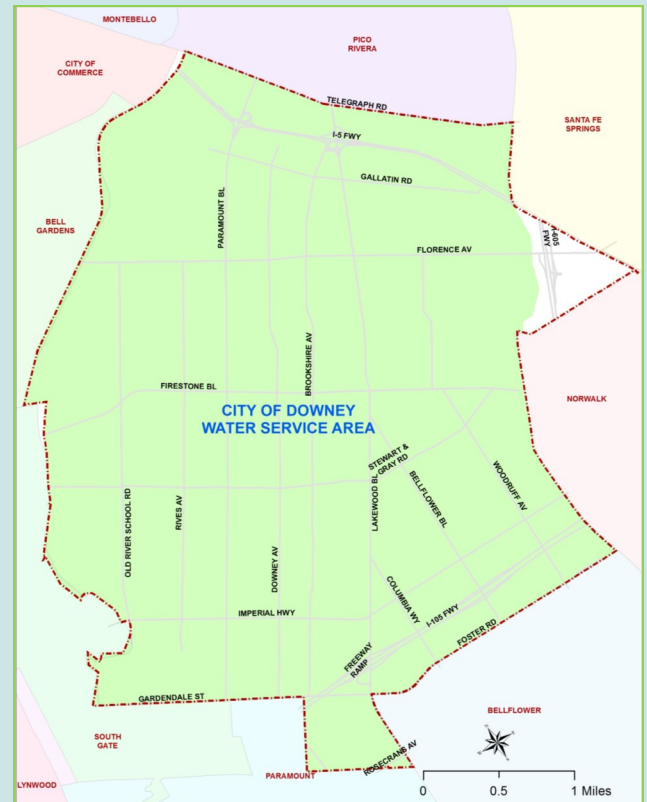 MONTEBELLO
PICO
RIVERA
CITY OF
COMMERCE
TELEGRAPH RD
SANTA FE
SPRINGS
I-5 FWY
GALLATIN RD
PARAMOUNT BL
BELL
GARDENS
I-605
FWY
FLORENCE AV
BROOKSHIRE AV
FIRESTONE BL
NORWALK
CITY OF DOWNEY
WATER SERVICE AREA
STEWART &
GRAY RD
LAKEWOOD BL
BELLFLOWER BL
WOODRUFF AV
OLD RIVER SCHOOL RD
RIVES AV
DOWNEY AV
COLUMBIA WY
IMPERIAL HWY
I-105 FWY
FOSTER RD
FREEWAY
RAMP
GARDENDALE ST
BELLFLOWER
SOUTH
GATE
ROSECRANS AV
PARAMOUNT
LYNWOOD
0 0.5 1 Miles